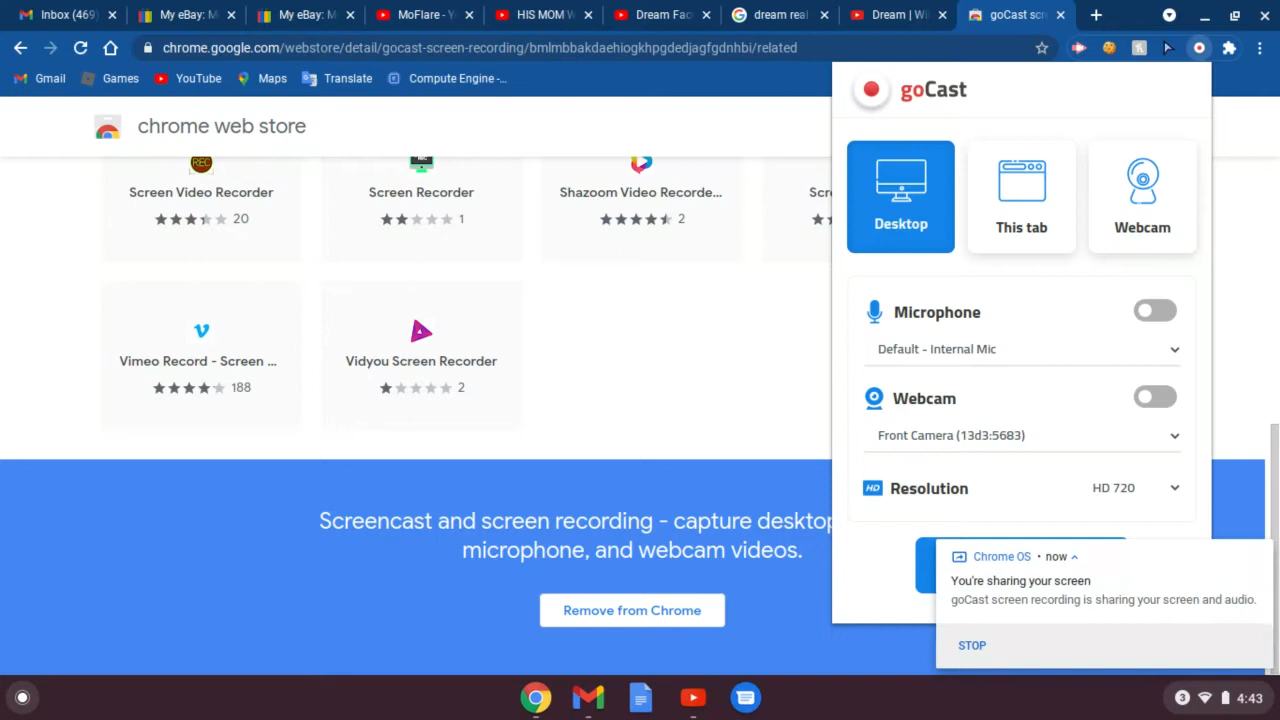 Inbox (469)
My eBay: M
My eBay: M
MoFlare - Y
HIS MOM W
Dream Fac
dream real
Dream | Wi
goCast scr
chrome.google.com/webstore/detail/gocast-screen-recording/bmlmbbakdaehiogkhpgdedjagfgdnhbi/related
Gmail
Games
YouTube
Maps
Translate
Compute Engine -...
chrome web store
REC
REC
Screen Video Recorder
20
Screen Recorder
1
Shazoom Video Recorde...
2
Scr
Vimeo Record - Screen ...
188
Vidyou Screen Recorder
2
Screencast and screen recording - capture desktop
microphone, and webcam videos.
Remove from Chrome
goCast
Desktop
This tab
Webcam
Microphone
Default - Internal Mic
Webcam
Front Camera (13d3:5683)
HD
Resolution
HD 720
Chrome OS • now
You're sharing your screen
goCast screen recording is sharing your screen and audio.
STOP
3
4:43